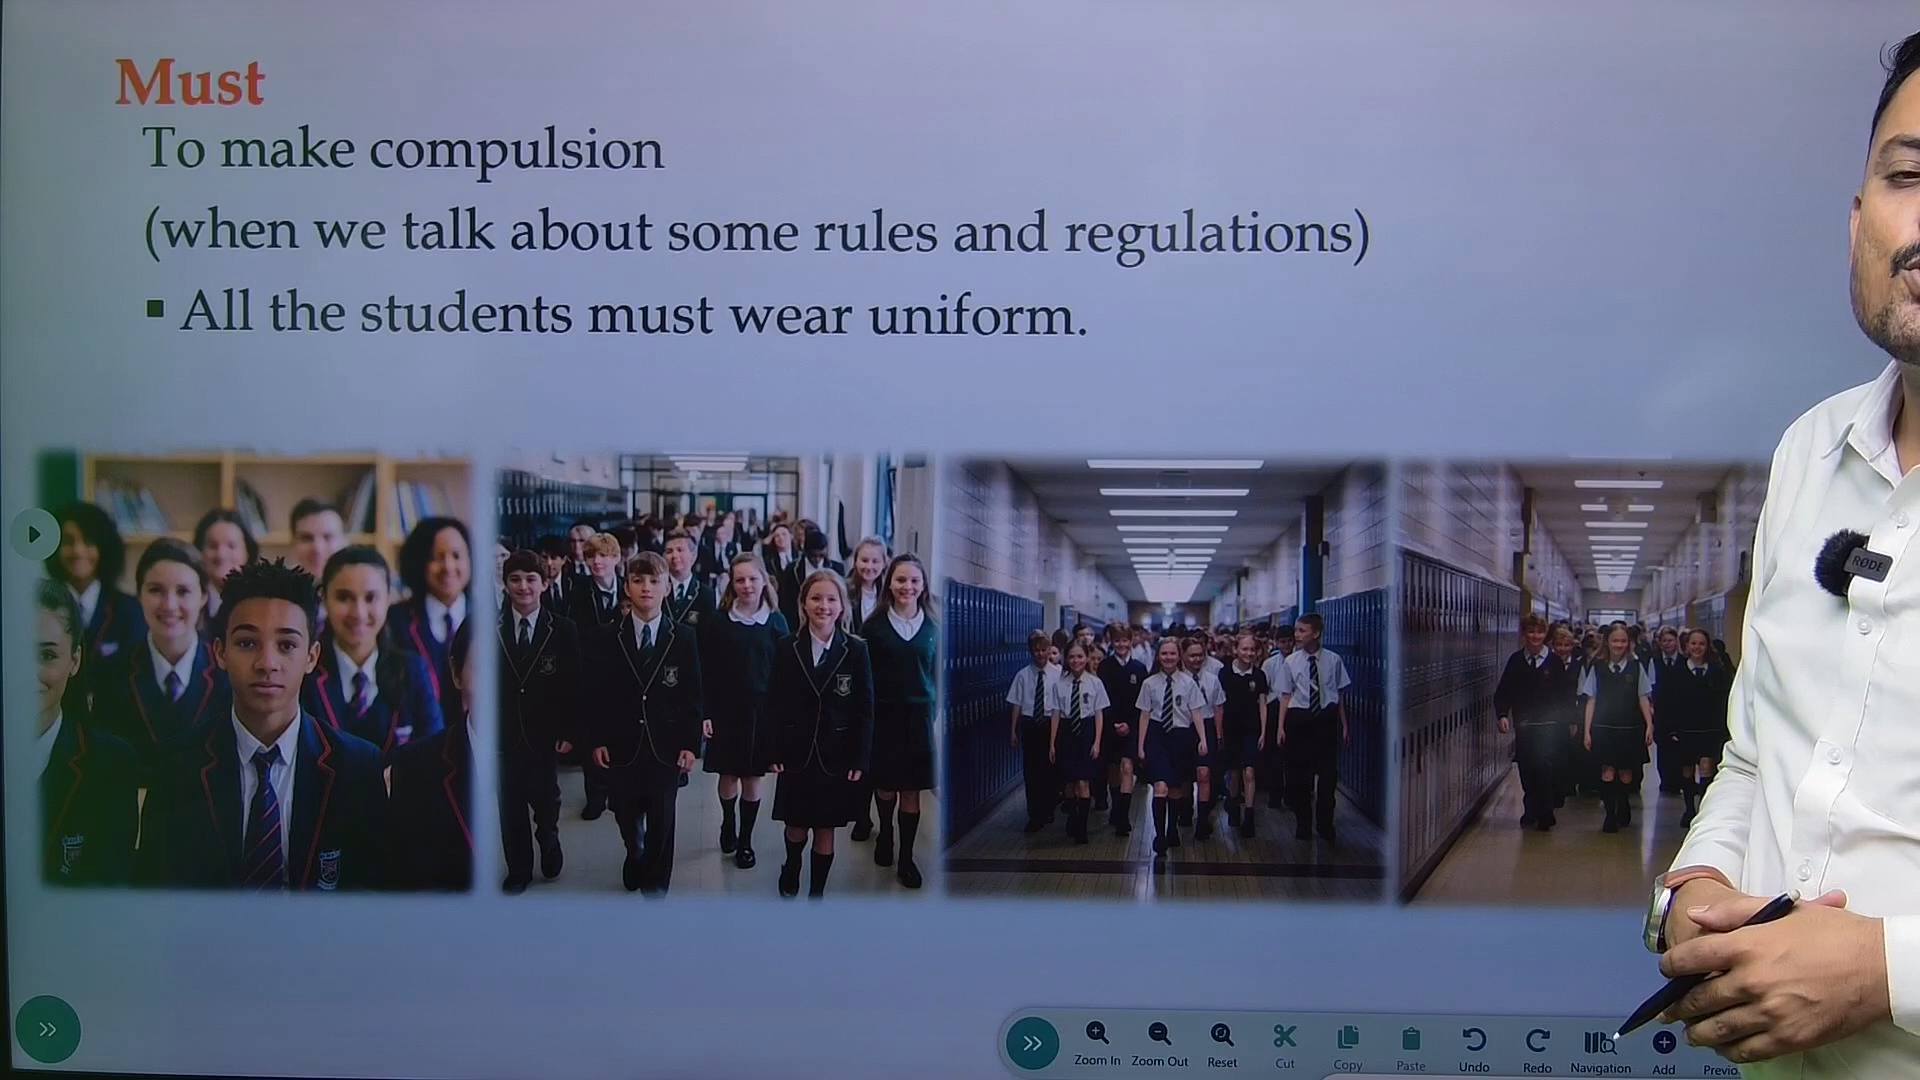 Must
To make compulsion
(when we talk about some rules and regulations)
▪ All the students must wear uniform.
RØDE
Zoom In Zoom Out Reset Cut Copy Paste Undo Redo Navigation Add Previo